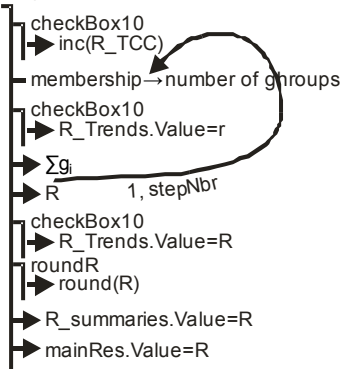 checkBox10
inc(R_TCC)
membership→number of ghroups
checkBox10
R_Trends.Value=r
∑gᵢ
R
1, stepNbr
checkBox10
R_Trends.Value=R
roundR
round(R)
R_summaries.Value=R
mainRes.Value=R